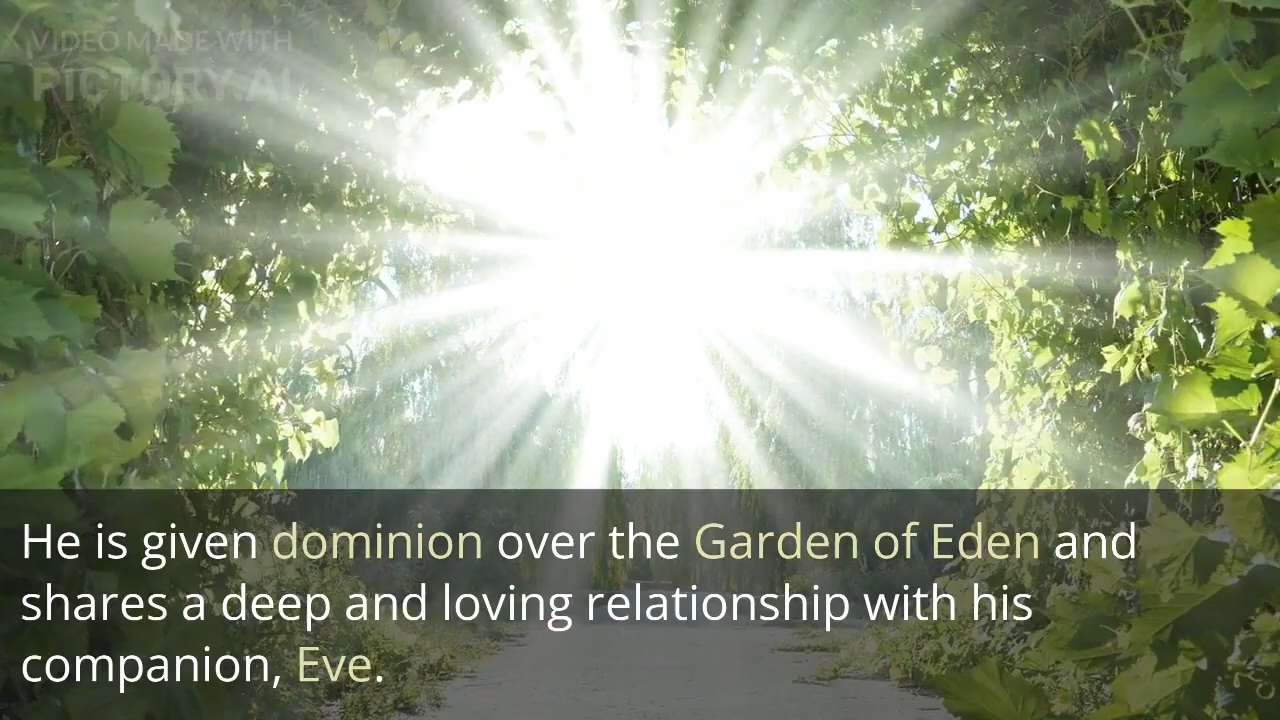 VIDEO MADE WITH
PICTORY.AI
He is given dominion over the Garden of Eden and
shares a deep and loving relationship with his
companion, Eve.